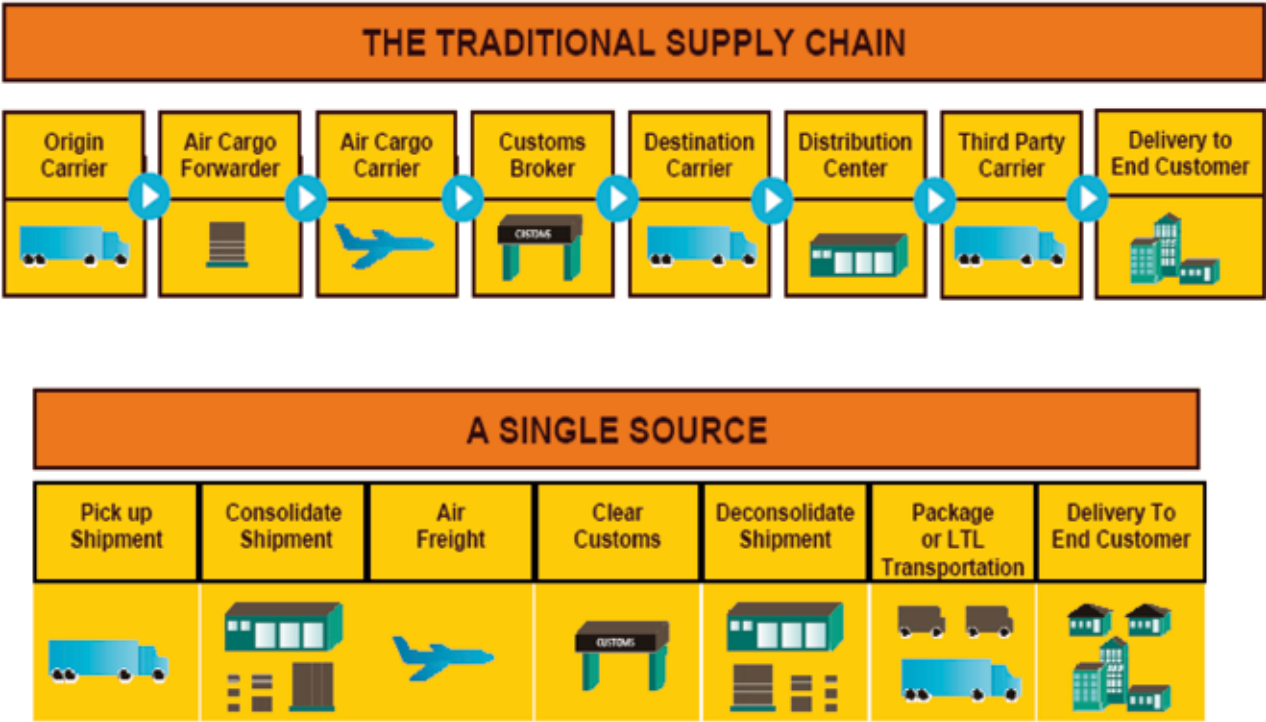 THE TRADITIONAL SUPPLY CHAIN
Origin
Carrier
Air Cargo
Forwarder
Air Cargo
Carrier
Customs
Broker
Destination
Carrier
Distribution
Center
Third Party
Carrier
Delivery to
End Customer
CUSTOMS
A SINGLE SOURCE
Pick up
Shipment
Consolidate
Shipment
Air
Freight
Clear
Customs
Deconsolidate
Shipment
Package
or LTL
Transportation
Delivery To
End Customer
CUSTOMS